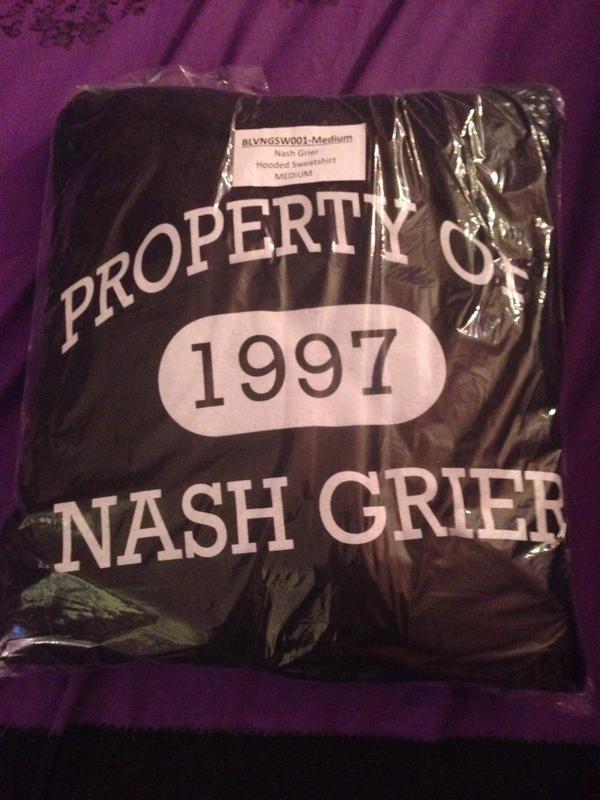 BLVNGSW001-Medium
Nash Grier
Hooded Sweatshirt
MEDIUM
PROPERTY OF
1997
NASH GRIER